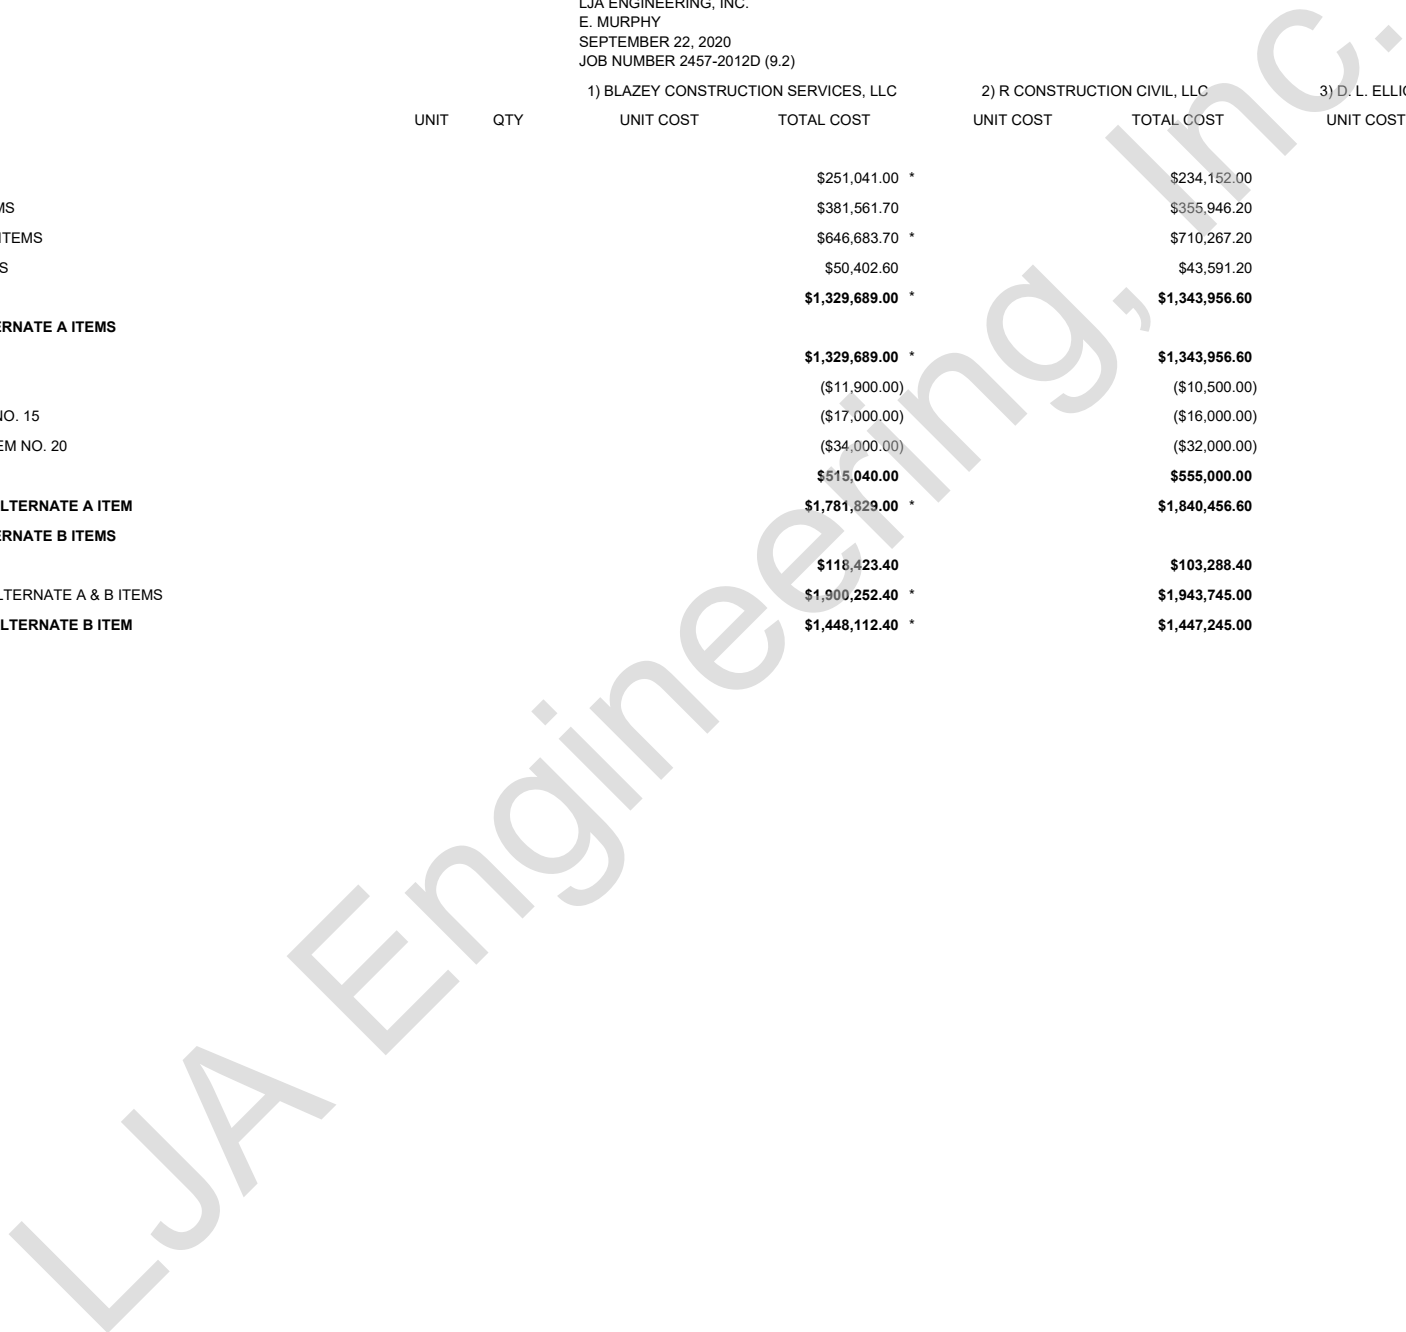 LJA ENGINEERING, INC.
E. MURPHY
SEPTEMBER 22, 2020
JOB NUMBER 2457-2012D (9.2)
1) BLAZEY CONSTRUCTION SERVICES, LLC 2) R CONSTRUCTION CIVIL, LLC 3) D. L. ELLIO
UNIT QTY UNIT COST TOTAL COST UNIT COST TOTAL COST UNIT COST
$251,041.00 * $234,152.00
MS $381,561.70 $355,946.20
ITEMS $646,683.70 * $710,267.20
S $50,402.60 $43,591.20
$1,329,689.00 * $1,343,956.60
ERNATE A ITEMS
$1,329,689.00 * $1,343,956.60
($11,900.00) ($10,500.00)
NO. 15 ($17,000.00) ($16,000.00)
EM NO. 20 ($34,000.00) ($32,000.00)
$515,040.00 $555,000.00
LTERNATE A ITEM $1,781,829.00 * $1,840,456.60
ERNATE B ITEMS
$118,423.40 $103,288.40
LTERNATE A & B ITEMS $1,900,252.40 * $1,943,745.00
LTERNATE B ITEM $1,448,112.40 * $1,447,245.00
LJA Engineering, Inc.